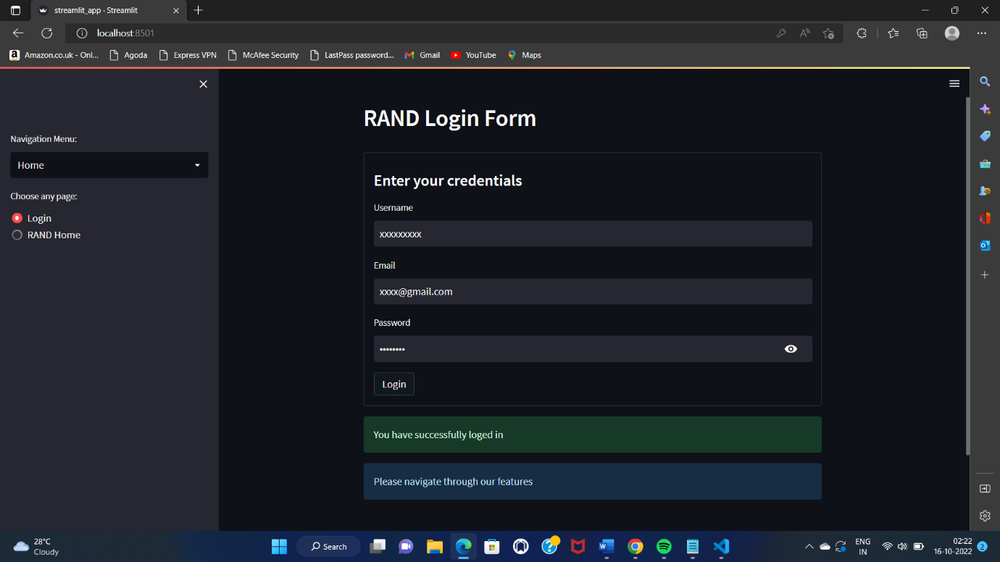 streamlit_app · Streamlit
localhost:8501
Amazon.co.uk - Onl...
Agoda
Express VPN
McAfee Security
LastPass password...
Gmail
YouTube
Maps
Navigation Menu:
Home
Choose any page:
Login
RAND Home
RAND Login Form
Enter your credentials
Username
xxxxxxxxx
Email
xxxx@gmail.com
Password
••••••••
Login
You have successfully loged in
Please navigate through our features
28°C
Cloudy
Search
ENG
IN
02:22
16-10-2022
2